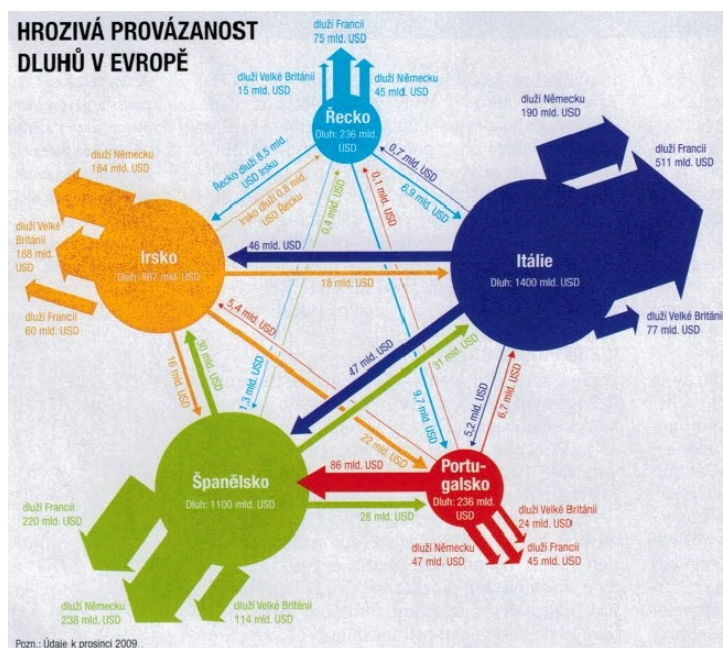 HROZIVÁ PROVÁZANOST
DLUHŮ V EVROPĚ
dluží Francii
75 mld. USD
dluží Velké Británii
15 mld. USD
dluží Německu
45 mld. USD
Řecko
Dluh: 236 mld.
USD
dluží Německu
190 mld. USD
dluží Francii
511 mld. USD
Řecko dluží 8,5 mld.
USD Irsku
Irsko dluží 0,8 mld.
USD Řecku
0,4 mld. USD
0,1 mld. USD
0,7 mld. USD
6,9 mld. USD
dluží Německu
184 mld. USD
dluží Velké
Británii
188 mld.
USD
dluží Francii
60 mld. USD
Irsko
Dluh: 867 mld. USD
46 mld. USD
18 mld. USD
Itálie
Dluh: 1400 mld. USD
dluží Velké Británii
77 mld. USD
5,4 mld. USD
16 mld. USD
30 mld. USD
1,3 mld. USD
47 mld. USD
31 mld. USD
9,7 mld. USD
22 mld. USD
5,2 mld. USD
6,7 mld. USD
Španělsko
Dluh: 1100 mld. USD
86 mld. USD
28 mld. USD
Portu-
galsko
Dluh: 236 mld.
USD
dluží Francii
220 mld. USD
dluží Německu
238 mld. USD
dluží Velké Británii
114 mld. USD
dluží Velké Británii
24 mld. USD
dluží Německu
47 mld. USD
dluží Francii
45 mld. USD
Pozn.: Údaje k prosinci 2009